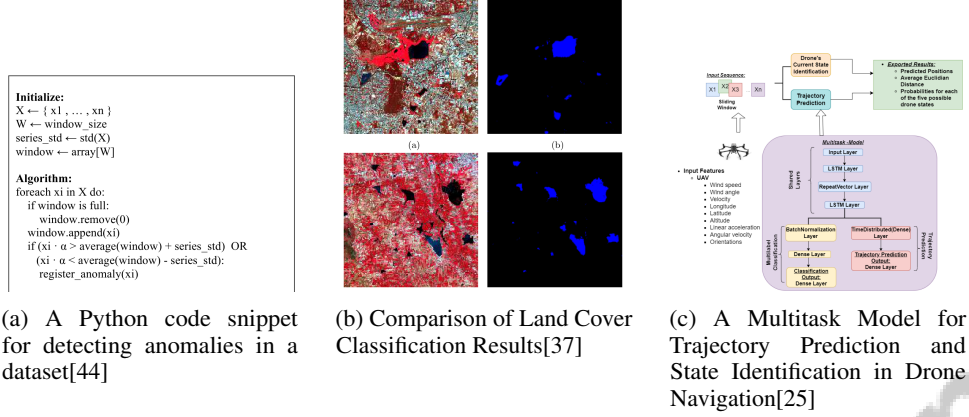 Initialize:
X ← { x1 , … , xn }
W ← window_size
series_std ← std(X)
window ← array[W]
Algorithm:
foreach xi in X do:
if window is full:
window.remove(0)
window.append(xi)
if (xi · α > average(window) + series_std) OR
(xi · α < average(window) - series_std):
register_anomaly(xi)
(a) A Python code snippet
for detecting anomalies in a
dataset[44]
(a)
(b)
(b) Comparison of Land Cover
Classification Results[37]
Input Sequence:
X1
X2
X3
...
Xn
Sliding
Window
Drone's
Current State
Identification
Trajectory
Prediction
• Exported Results:
○ Predicted Positions
○ Average Euclidean
Distance
○ Probabilities for each
of the five possible
drone states
• Input Features
○ UAV
▪ Wind speed
▪ Wind angle
▪ Velocity
▪ Longitude
▪ Latitude
▪ Altitude
▪ Linear acceleration
▪ Angular velocity
▪ Orientations
Multitask -Model
Shared
Layers
Input Layer
LSTM Layer
RepeatVector Layer
LSTM Layer
Multilabel
Classification
BatchNormalization
Layer
Dense Layer
Classification
Output:
Dense Layer
TimeDistributed(Dense)
Layer
Trajectory Prediction
Output:
Dense Layer
Trajectory
Prediction
(c) A Multitask Model for
Trajectory Prediction and
State Identification in Drone
Navigation[25]